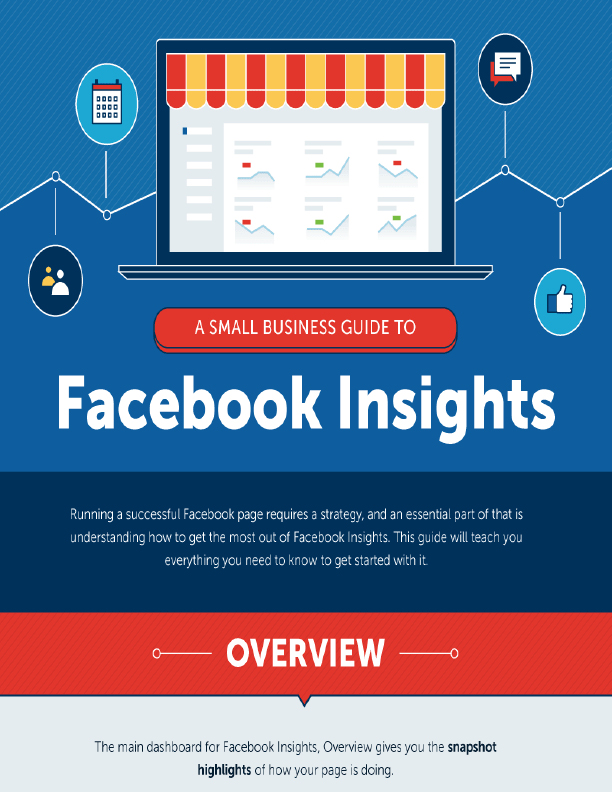 A SMALL BUSINESS GUIDE TO
Facebook Insights
Running a successful Facebook page requires a strategy, and an essential part of that is
understanding how to get the most out of Facebook Insights. This guide will teach you
everything you need to know to get started with it.
OVERVIEW
The main dashboard for Facebook Insights, Overview gives you the snapshot
highlights of how your page is doing.